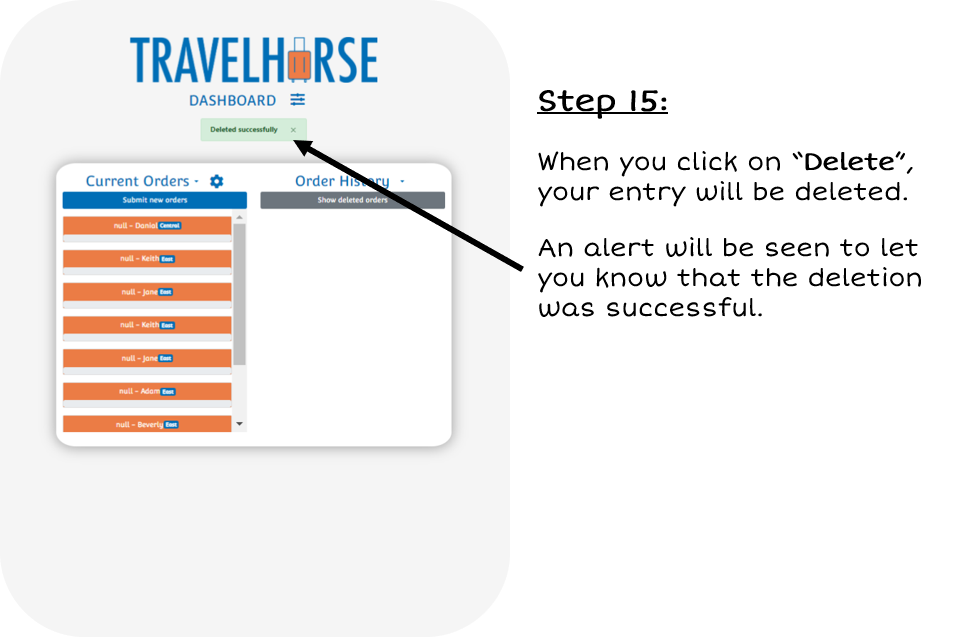 TRAVELHORSE
DASHBOARD
Deleted successfully ×
Current Orders -
Order History -
Submit new orders
Show deleted orders
null - Danial Central
null - Keith East
null - Jane East
null - Keith East
null - Jane East
null - Adam East
null - Beverly East
Step 15:
When you click on “Delete”,
your entry will be deleted.
An alert will be seen to let
you know that the deletion
was successful.